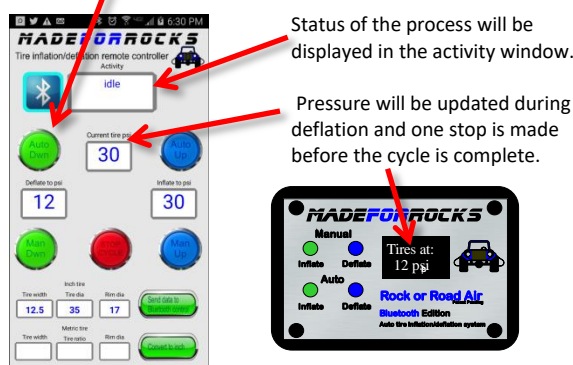 6:30 PM
MADEFORROCKS
Tire inflation/deflation remote controller
Activity
idle
Auto
Dwn
Current tire psi
30
Auto
Up
Deflate to psi
12
Inflate to psi
30
Man
Dwn
STOP
CYCLE
Man
Up
Inch tire
Tire width Tire dia Rim dia
12.5 35 17
Send data to
Bluetooth control
Metric tire
Tire width Tire ratio Rim dia
Convert to inch
Status of the process will be
displayed in the activity window.
Pressure will be updated during
deflation and one stop is made
before the cycle is complete.
MADEFORROCKS
Manual
Inflate Deflate
Auto
Inflate Deflate
Tires at:
12 psi
Rock or Road Air
Patent Pending
Bluetooth Edition
Auto tire inflation/deflation system